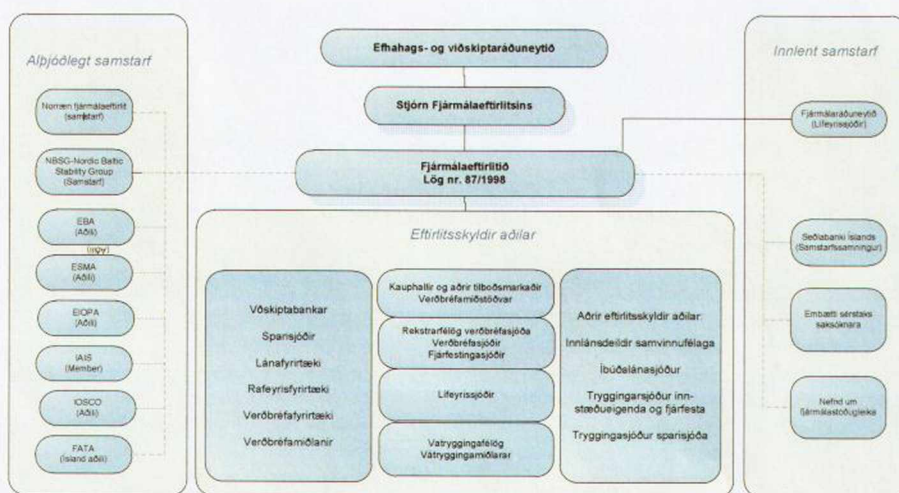 Alþjóðlegt samstarf
Norræn fjármálaeftirlit
(samstarf)
NBSG-Nordic Baltic
Stability Group
(Samstarf)
EBA
(Aðili)
(Aðili)
ESMA
(Aðili)
EIOPA
(Aðili)
IAIS
(Member)
IOSCO
(Aðili)
FATA
(Ísland aðili)
Efnahags- og viðskiptaráðuneytið
Stjórn Fjármálaeftirlitsins
Fjármálaeftirlitið
Lög nr. 87/1998
Eftirlitsskyldir aðilar
Vðskiptabankar
Sparisjóðir
Lánafyrirtæki
Rafeyrisfyrirtæki
Verðbréfafyrirtæki
Verðbréfamiðlanir
Kauphallir og aðrir tilboðsmarkaðir
Verðbréfamiðstöðvar
Rekstrarfélög verðbréfasjóða
Verðbréfasjóðir
Fjárfestingasjóðir
Lífeyrissjóðir
Vatryggingafélög
Vátryggingamiðlarar
Aðrir eftirlitsskyldir aðilar:
Innlánsdeildir samvinnufélaga
Íbúðalánasjóður
Tryggingarsjóður inn-
stæðueigenda og fjárfesta
Tryggingasjóður sparisjóða
Innlent samstarf
Fjármálaráðuneytið
(Lífeyrissjóðir)
Seðlabanki Íslands
(Samstarfssamningur)
Embætti sérstaks
saksóknara
Nefnd um
fjármálastöðugleika